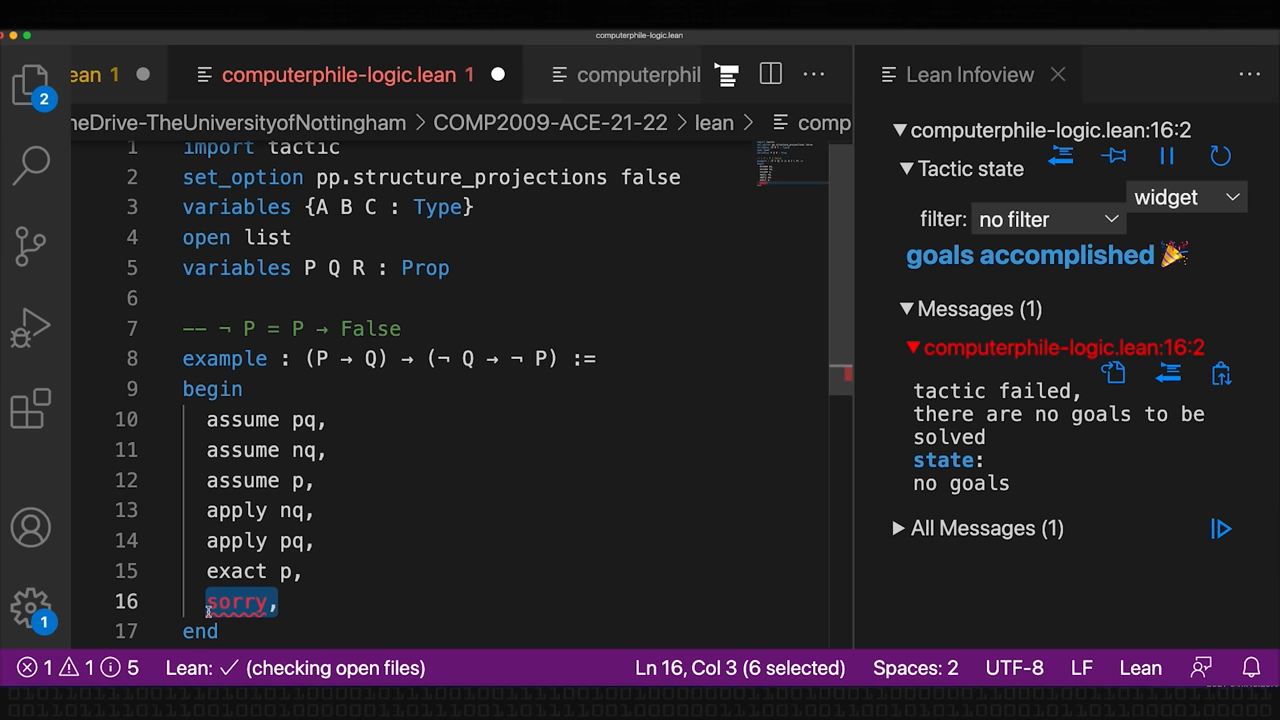 computerphile-logic.lean
2
ean 1
computerphile-logic.lean 1
computerphil
Lean Infoview
neDrive-TheUniversityofNottingham > COMP2009-ACE-21-22 > lean > comp
1 import tactic
2 set_option pp.structure_projections false
3 variables {A B C : Type}
4 open list
5 variables P Q R : Prop
6
7 -- ¬ P = P → False
8 example : (P → Q) → (¬ Q → ¬ P) :=
9 begin
10 assume pq,
11 assume nq,
12 assume p,
13 apply nq,
14 apply pq,
15 exact p,
16 sorry,
17 end
computerphile-logic.lean:16:2
Tactic state
widget
filter: no filter
goals accomplished 🎉
Messages (1)
computerphile-logic.lean:16:2
tactic failed,
there are no goals to be
solved
state:
no goals
All Messages (1)
1
1 1 5 Lean: ✓ (checking open files) Ln 16, Col 3 (6 selected) Spaces: 2 UTF-8 LF Lean